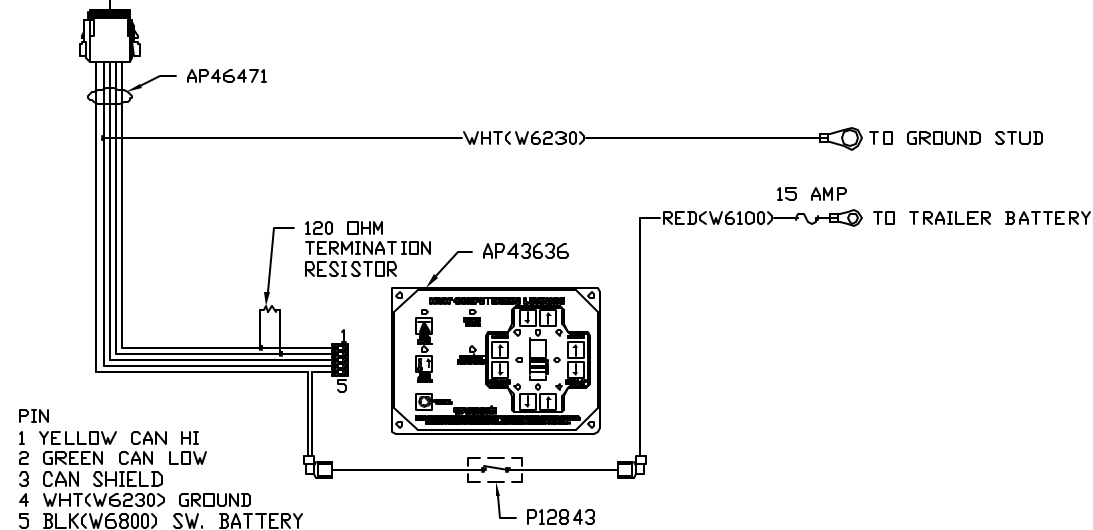 AP46471
WHT(W6230)
TO GROUND STUD
15 AMP
RED(W6100)
TO TRAILER BATTERY
120 OHM
TERMINATION
RESISTOR
AP43636
1
5
PIN
1 YELLOW CAN HI
2 GREEN CAN LOW
3 CAN SHIELD
4 WHT(W6230) GROUND
5 BLK(W6800) SW. BATTERY
P12843